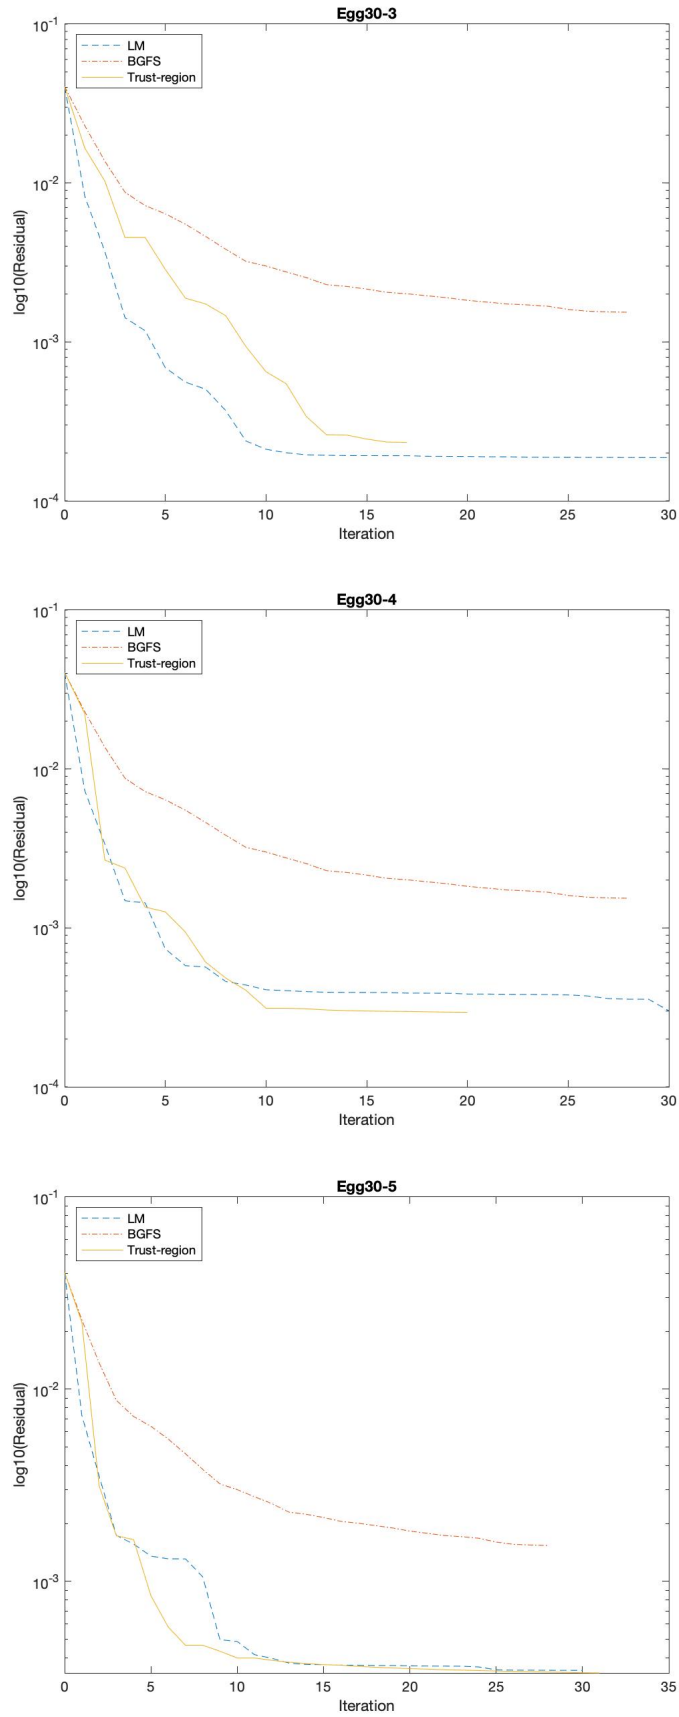 Egg30-3
10-1
LM
BGFS
Trust-region
10-2
log10(Residual)
10-3
10-4
0 5 10 15 20 25 30
Iteration
Egg30-4
10-1
LM
BGFS
Trust-region
10-2
log10(Residual)
10-3
10-4
0 5 10 15 20 25 30
Iteration
Egg30-5
10-1
LM
BGFS
Trust-region
10-2
log10(Residual)
10-3
0 5 10 15 20 25 30 35
Iteration